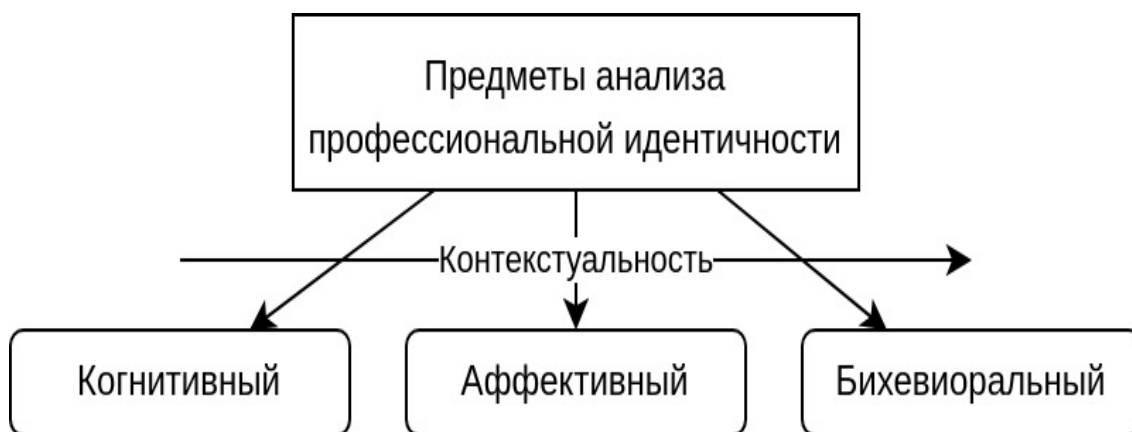 Предметы анализа
профессиональной идентичности
Контекстуальность
Когнитивный
Аффективный
Бихевиоральный